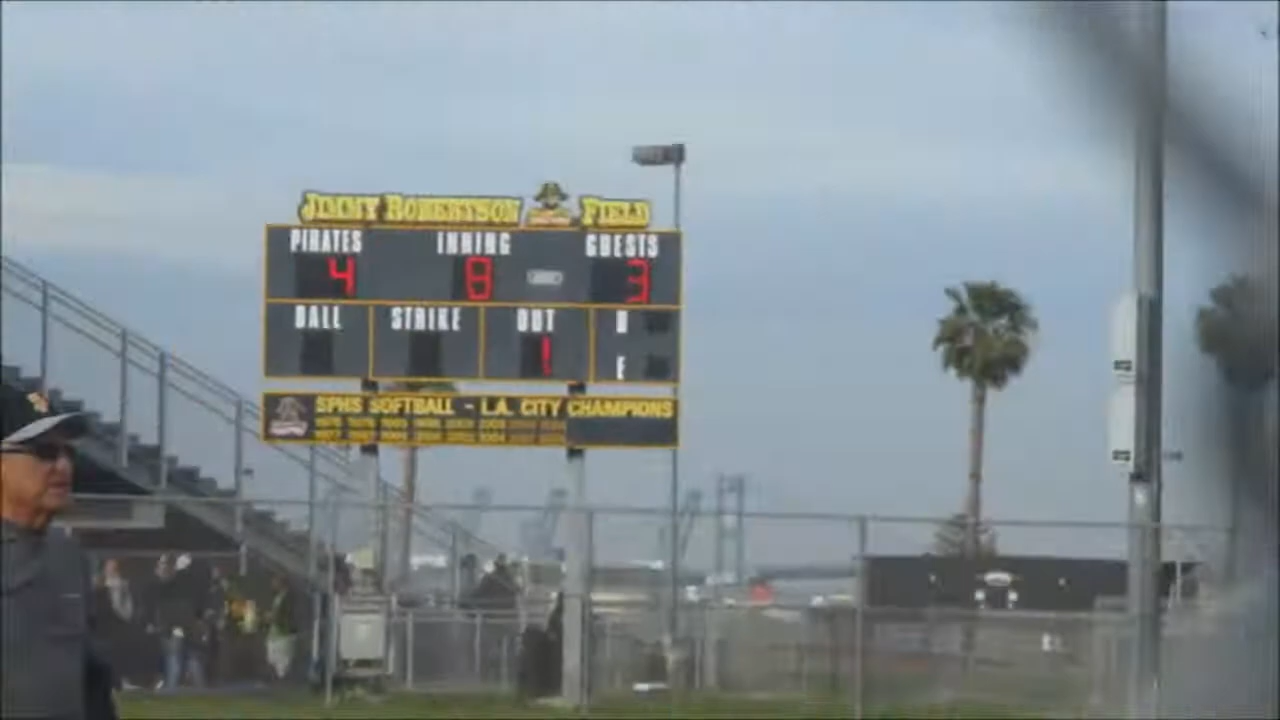 JIMMY ROBERTSON FIELD
PIRATES INNING GUESTS
4 8 3
BALL STRIKE OUT H
1 E
SPHS SOFTBALL - L.A. CITY CHAMPIONS